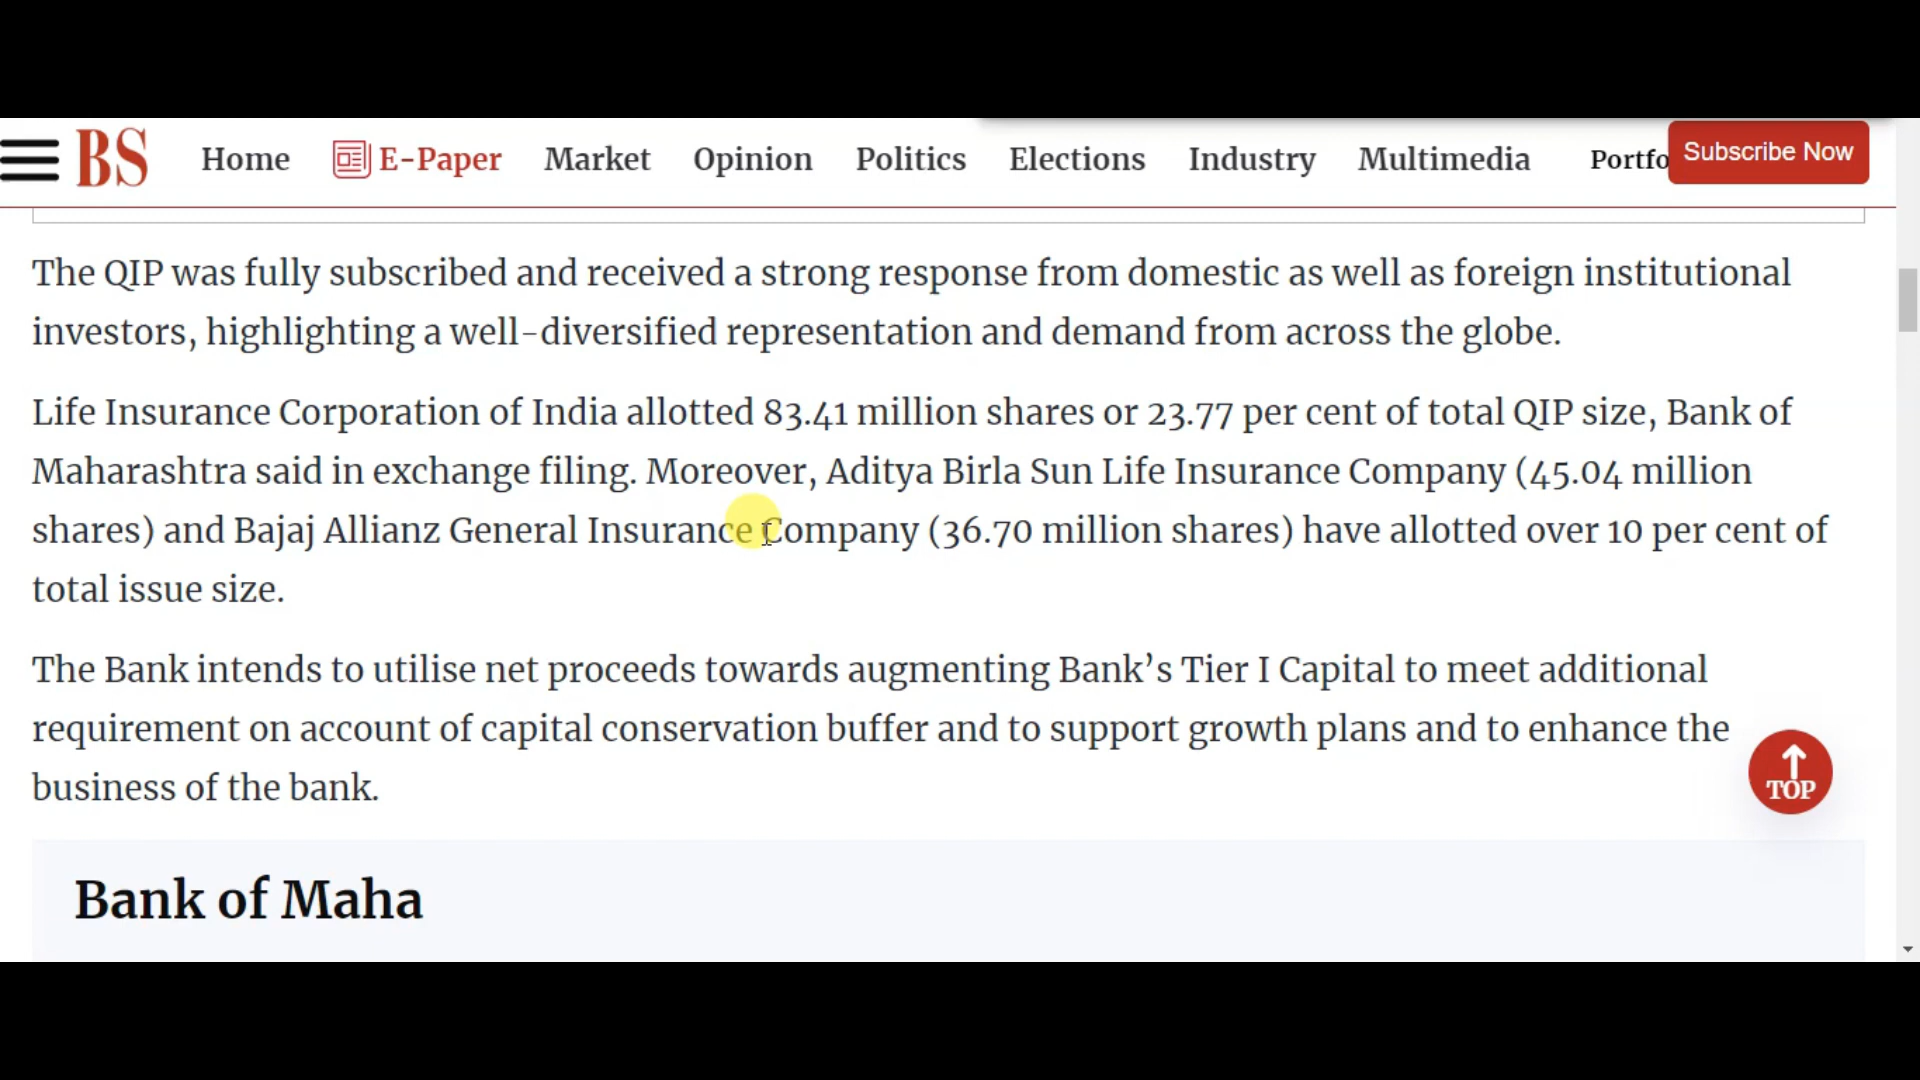 BS Home E-Paper Market Opinion Politics Elections Industry Multimedia Portfo Subscribe Now
The QIP was fully subscribed and received a strong response from domestic as well as foreign institutional
investors, highlighting a well-diversified representation and demand from across the globe.
Life Insurance Corporation of India allotted 83.41 million shares or 23.77 per cent of total QIP size, Bank of
Maharashtra said in exchange filing. Moreover, Aditya Birla Sun Life Insurance Company (45.04 million
shares) and Bajaj Allianz General Insurance Company (36.70 million shares) have allotted over 10 per cent of
total issue size.
The Bank intends to utilise net proceeds towards augmenting Bank’s Tier I Capital to meet additional
requirement on account of capital conservation buffer and to support growth plans and to enhance the
business of the bank.
TOP
Bank of Maha